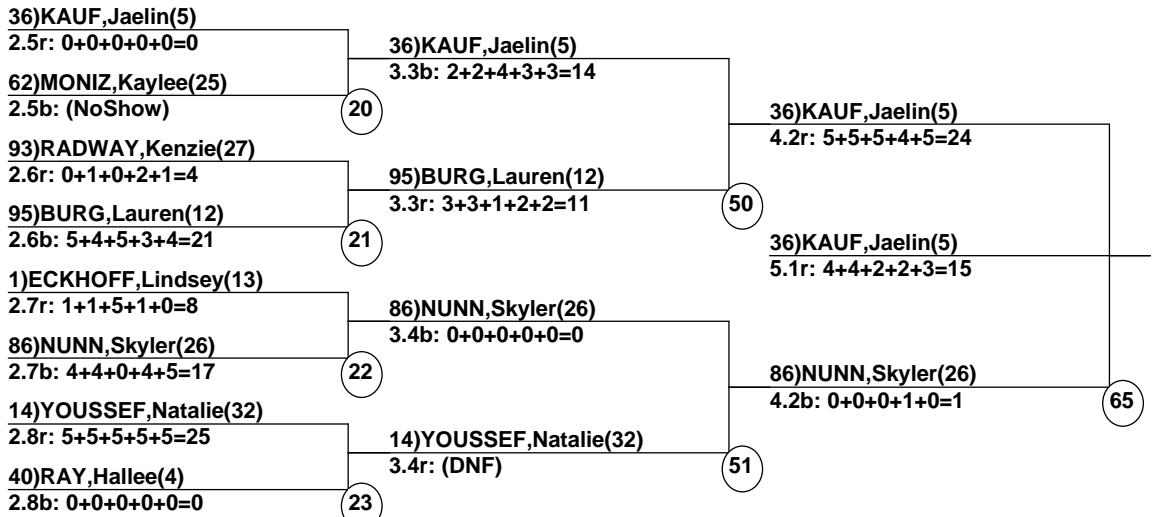 36)KAUF,Jaelin(5)
2.5r: 0+0+0+0+0=0
62)MONIZ,Kaylee(25)
2.5b: (NoShow)
20
93)RADWAY,Kenzie(27)
2.6r: 0+1+0+2+1=4
95)BURG,Lauren(12)
2.6b: 5+4+5+3+4=21
21
1)ECKHOFF,Lindsey(13)
2.7r: 1+1+5+1+0=8
86)NUNN,Skyler(26)
2.7b: 4+4+0+4+5=17
22
14)YOUSSEF,Natalie(32)
2.8r: 5+5+5+5+5=25
40)RAY,Hallee(4)
2.8b: 0+0+0+0+0=0
23
36)KAUF,Jaelin(5)
3.3b: 2+2+4+3+3=14
95)BURG,Lauren(12)
3.3r: 3+3+1+2+2=11
50
86)NUNN,Skyler(26)
3.4b: 0+0+0+0+0=0
14)YOUSSEF,Natalie(32)
3.4r: (DNF)
51
36)KAUF,Jaelin(5)
4.2r: 5+5+5+4+5=24
36)KAUF,Jaelin(5)
5.1r: 4+4+2+2+3=15
86)NUNN,Skyler(26)
4.2b: 0+0+0+1+0=1
65